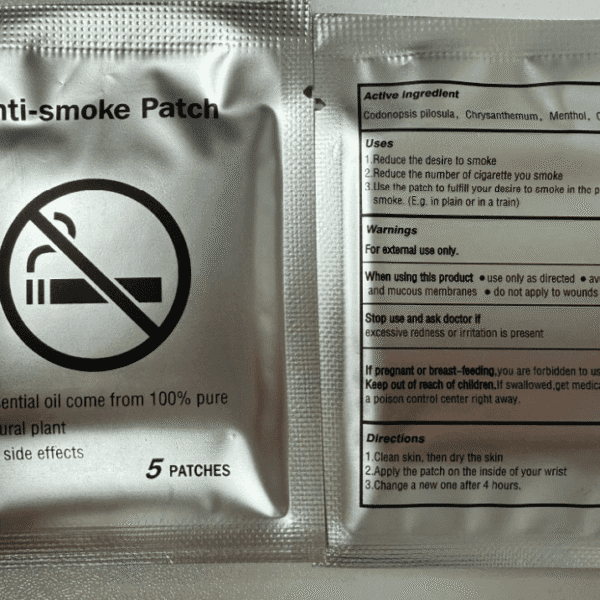 nti-smoke Patch
ential oil come from 100% pure
ural plant
side effects
5 PATCHES
Active ingredient
Codonopsis pilosula, Chrysanthernum, Menthol, C
Uses
1.Reduce the desire to smoke
2.Reduce the number of cigarette you smoke
3.Use the patch to fulfill your desire to smoke in the p
smoke. (E.g. in plain or in a train)
Warnings
For external use only.
When using this product ● use only as directed ● av
and mucous membranes ● do not apply to wounds
Stop use and ask doctor if
excessive redness or irritation is present
If pregnant or breast-feeding,you are forbidden to us
Keep out of reach of children.If swallowed,get medica
a poison control center right away.
Directions
1.Clean skin, then dry the skin
2.Apply the patch on the inside of your wrist
3.Change a new one after 4 hours.